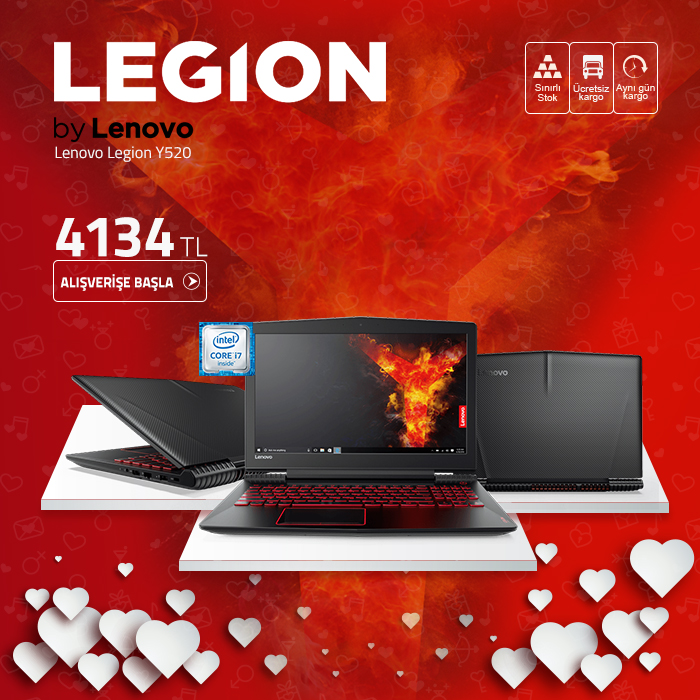 LEGION
by Lenovo
Lenovo Legion Y520
Sınırlı
Stok
Ücretsiz
kargo
Aynı gün
kargo
4134 TL
ALIŞVERİŞE BAŞLA
intel
CORE i7
inside
Lenovo
Lenovo
Lenovo